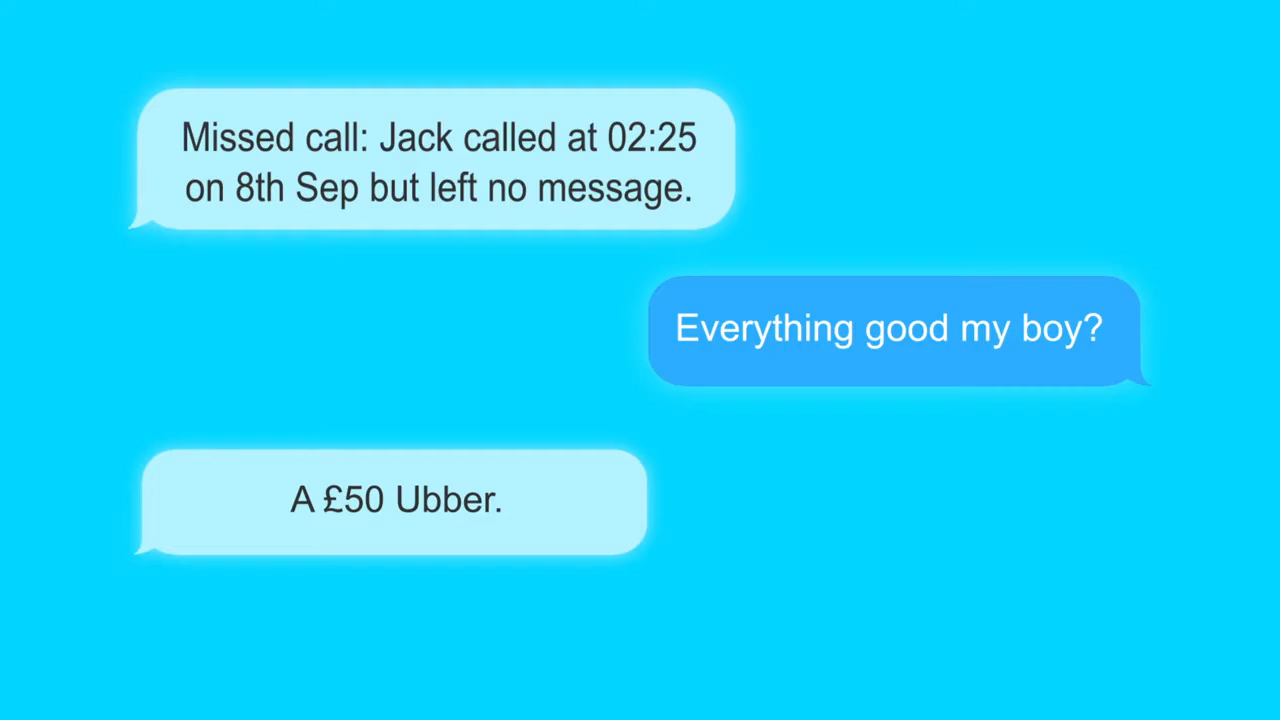 Missed call: Jack called at 02:25
on 8th Sep but left no message.
Everything good my boy?
A £50 Ubber.